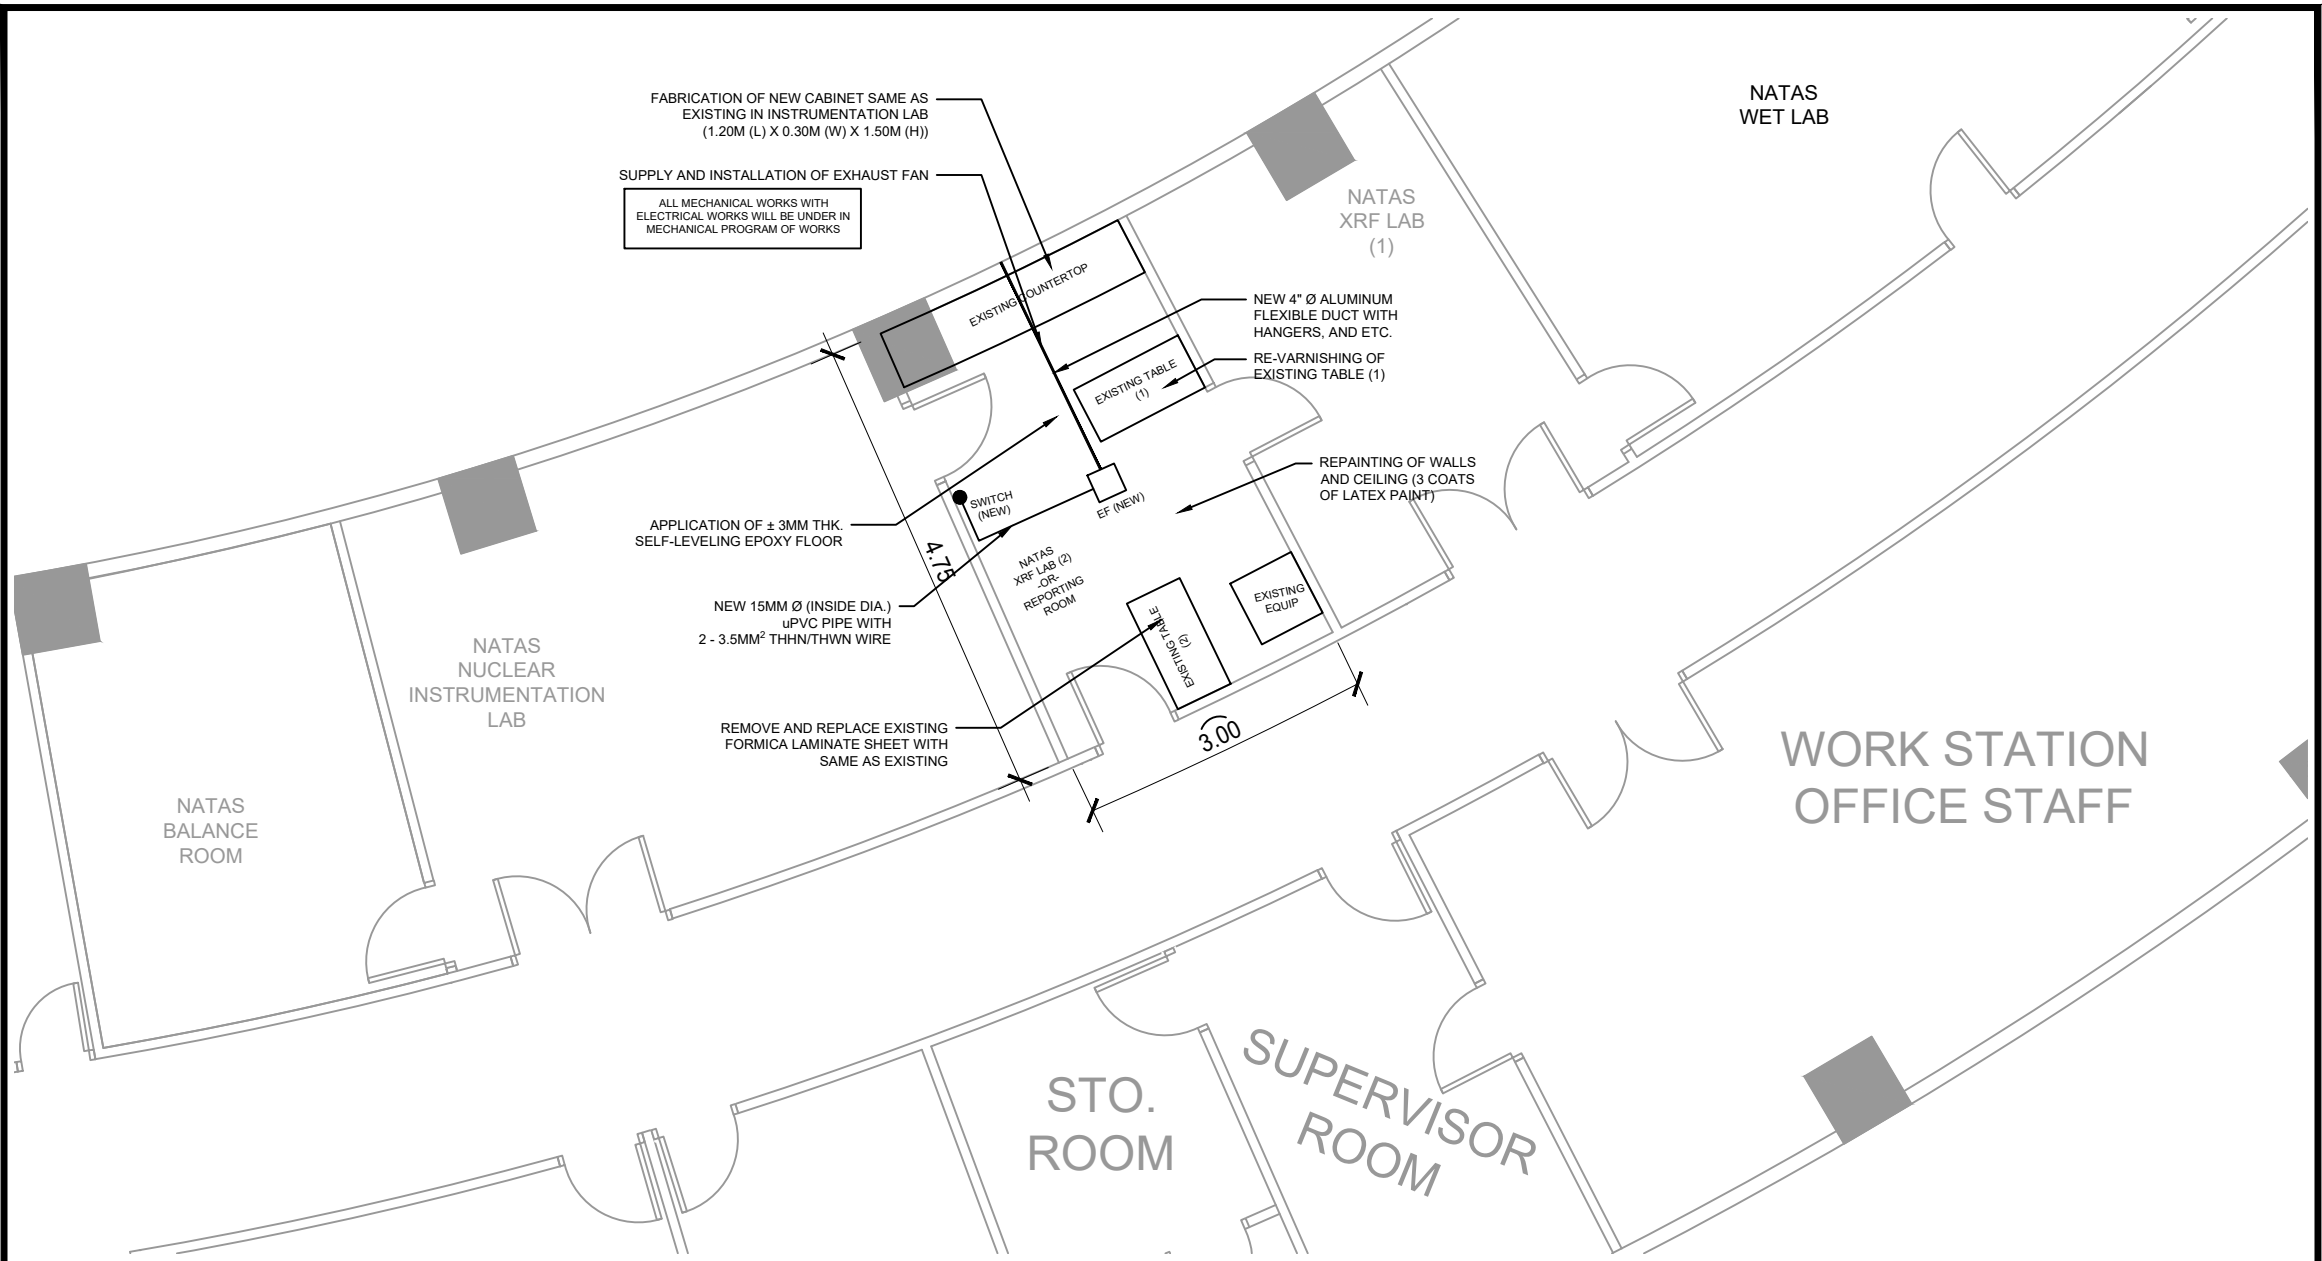 FABRICATION OF NEW CABINET SAME AS
EXISTING IN INSTRUMENTATION LAB
(1.20M (L) X 0.30M (W) X 1.50M (H))
SUPPLY AND INSTALLATION OF EXHAUST FAN
ALL MECHANICAL WORKS WITH
ELECTRICAL WORKS WILL BE UNDER IN
MECHANICAL PROGRAM OF WORKS
NATAS
WET LAB
NATAS
XRF LAB
(1)
EXISTING COUNTERTOP
NEW 4" Ø ALUMINUM
FLEXIBLE DUCT WITH
HANGERS, AND ETC.
RE-VARNISHING OF
EXISTING TABLE (1)
EXISTING TABLE
(1)
REPAINTING OF WALLS
AND CEILING (3 COATS
OF LATEX PAINT)
SWITCH
(NEW)
EF (NEW)
APPLICATION OF ± 3MM THK.
SELF-LEVELING EPOXY FLOOR
4.75
NATAS
XRF LAB (2)
-OR-
REPORTING
ROOM
EXISTING
EQUIP
EXISTING TABLE
(2)
NEW 15MM Ø (INSIDE DIA.)
uPVC PIPE WITH
2 - 3.5MM² THHN/THWN WIRE
NATAS
NUCLEAR
INSTRUMENTATION
LAB
REMOVE AND REPLACE EXISTING
FORMICA LAMINATE SHEET WITH
SAME AS EXISTING
3.00
WORK STATION
OFFICE STAFF
NATAS
BALANCE
ROOM
STO.
ROOM
SUPERVISOR
ROOM